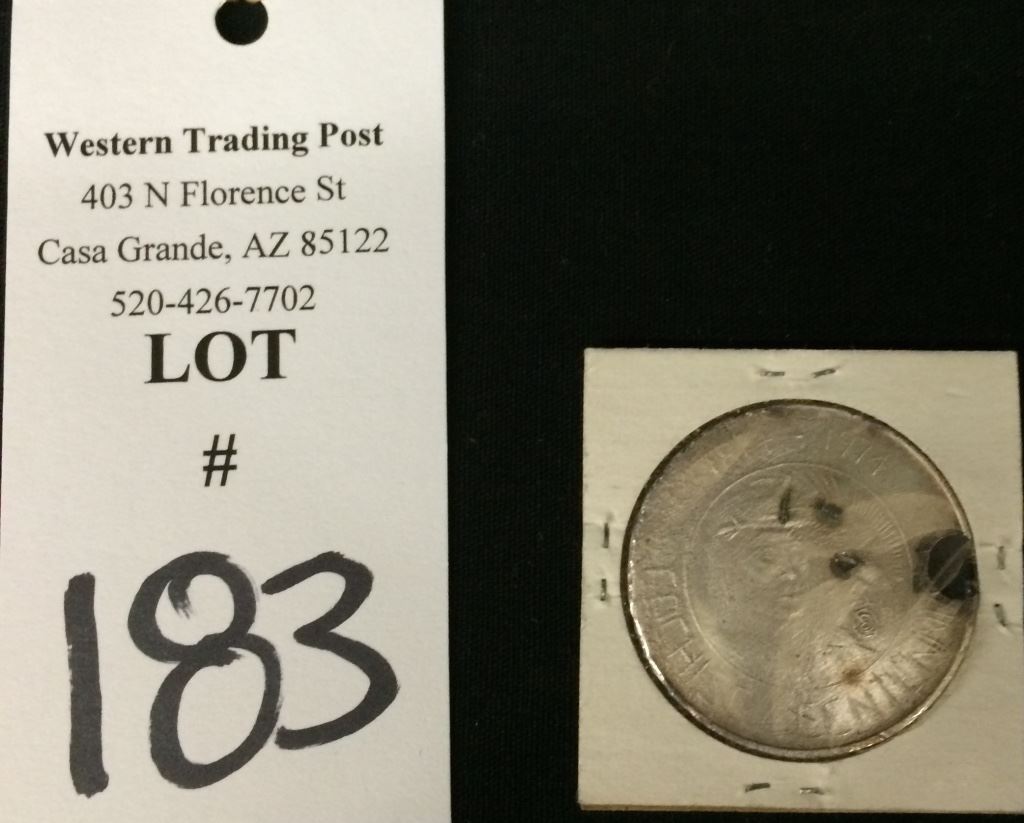 Western Trading Post
403 N Florence St
Casa Grande, AZ 85122
520-426-7702
LOT
#
183